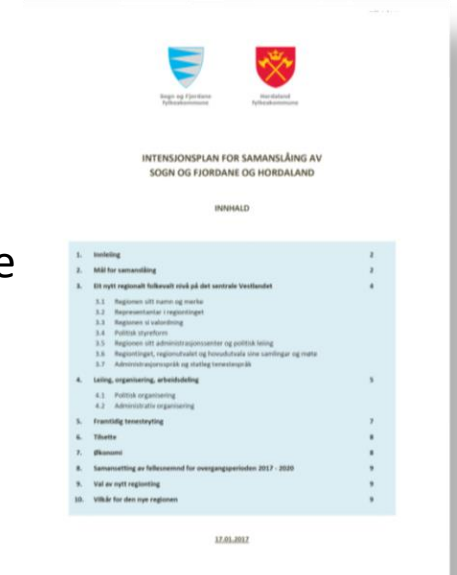 e
Sogn og Fjordane
fylkeskommune
Hordaland
fylkeskommune
INTENSJONSPLAN FOR SAMANSLÅING AV
SOGN OG FJORDANE OG HORDALAND
INNHALD
1. Innleiing 2
2. Mål for samanslåing 2
3. Eit nytt regionalt folkevalt nivå på det sentrale Vestlandet 4
3.1 Regionen sitt namn og merke
3.2 Representantar i regiontinget
3.3 Regionen si valordning
3.4 Politisk styreform
3.5 Regionen sitt administrasjonssenter og politisk leiing
3.6 Regiontinget, regionutvalet og hovudutvala sine samlingar og møte
3.7 Administrasjonsspråk og statleg tenestespråk
4. Leiing, organisering, arbeidsdeling 5
4.1 Politisk organisering
4.2 Administrativ organisering
5. Framtidig tenesteyting 7
6. Tilsette 8
7. Økonomi 8
8. Samansetting av fellesnemnd for overgangsperioden 2017 - 2020 9
9. Val av nytt regionting 9
10. Vilkår for den nye regionen 9
17.01.2017